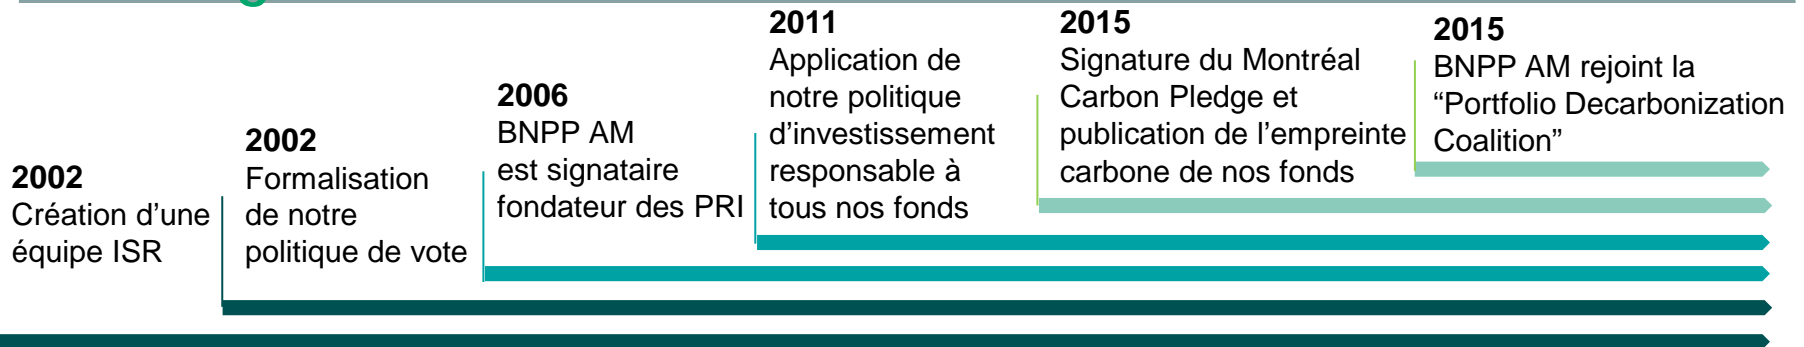 2002
Création d’une
équipe ISR
2002
Formalisation
de notre
politique de vote
2006
BNPP AM
est signataire
fondateur des PRI
2011
Application de
notre politique
d’investissement
responsable à
tous nos fonds
2015
Signature du Montréal
Carbon Pledge et
publication de l’empreinte
carbone de nos fonds
2015
BNPP AM rejoint la
“Portfolio Decarbonization
Coalition”